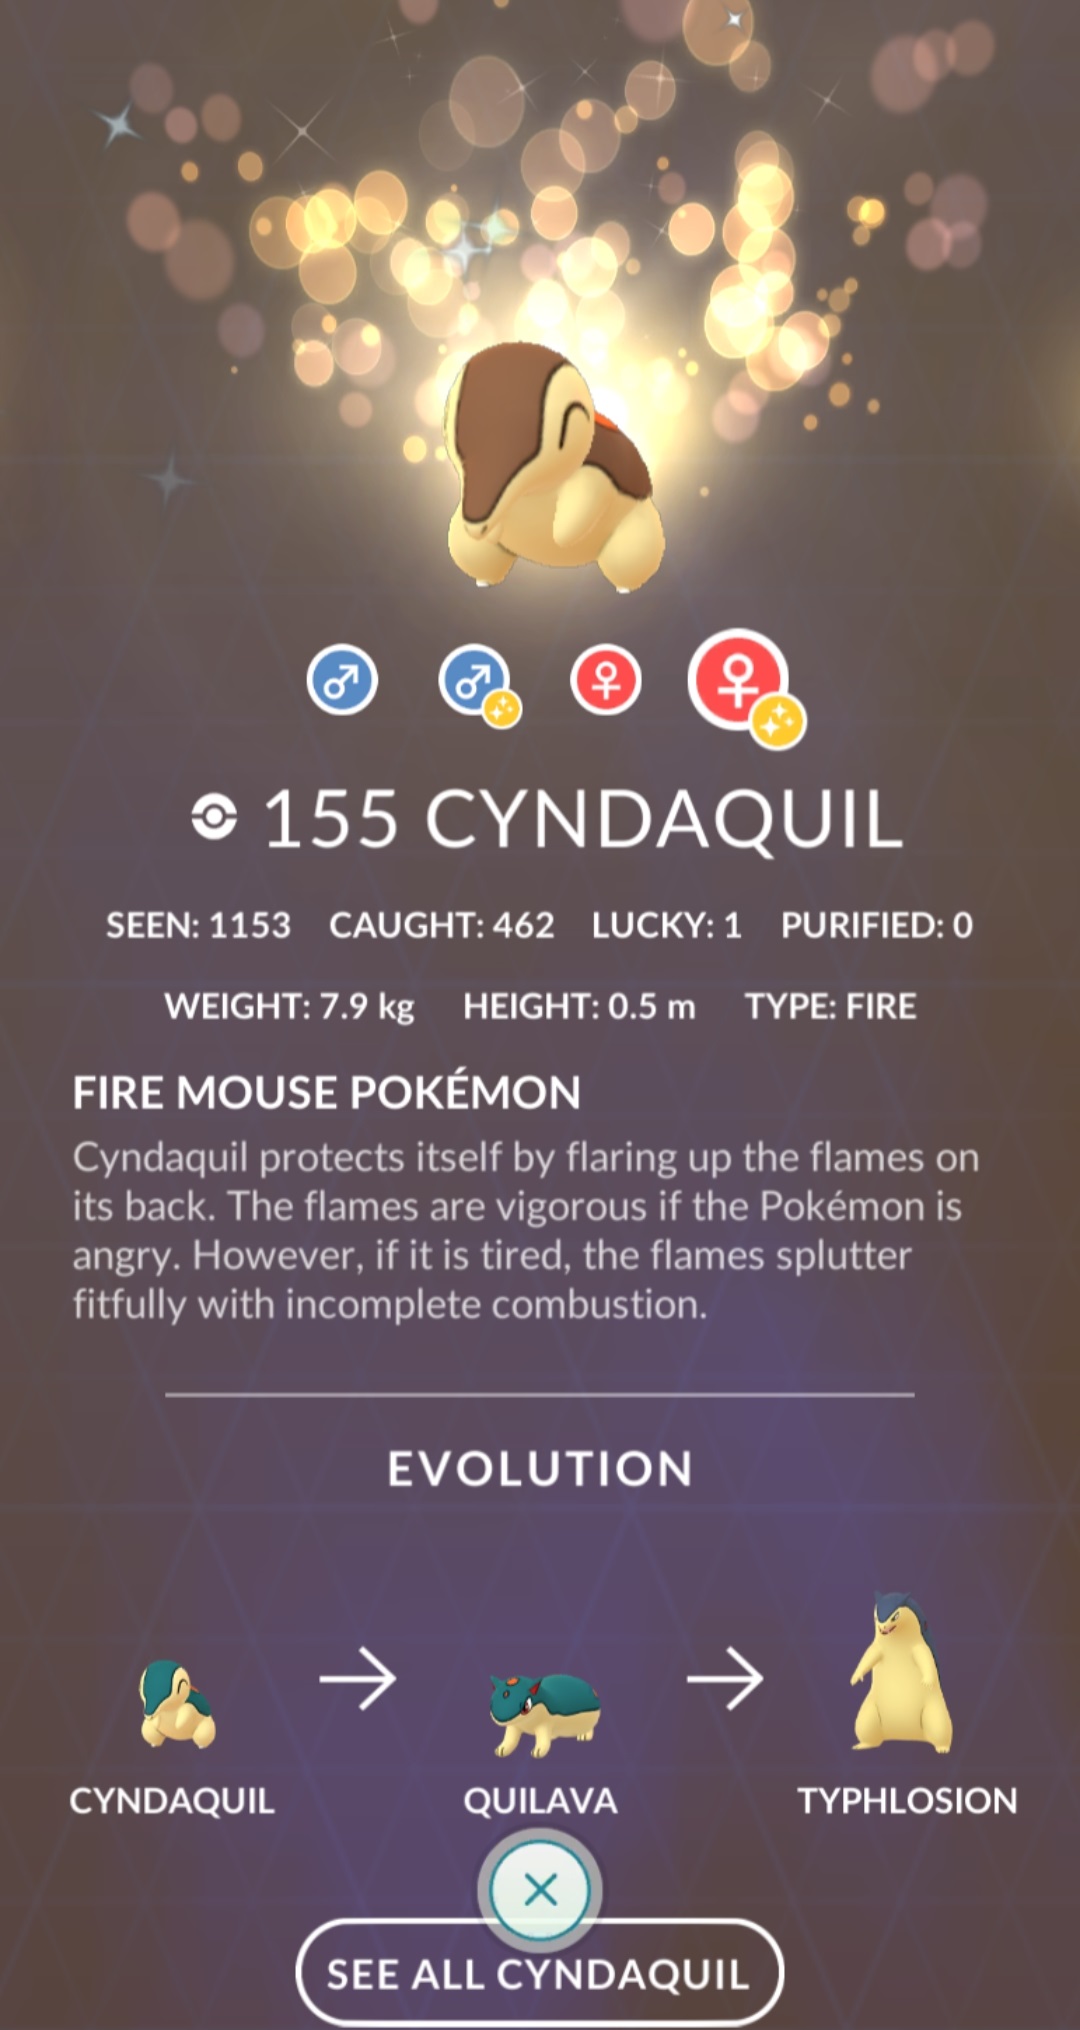 155 CYNDAQUIL
SEEN: 1153 CAUGHT: 462 LUCKY: 1 PURIFIED: 0
WEIGHT: 7.9 kg HEIGHT: 0.5 m TYPE: FIRE
FIRE MOUSE POKÉMON
Cyndaquil protects itself by flaring up the flames on
its back. The flames are vigorous if the Pokémon is
angry. However, if it is tired, the flames splutter
fitfully with incomplete combustion.
EVOLUTION
CYNDAQUIL QUILAVA TYPHLOSION
SEE ALL CYNDAQUIL